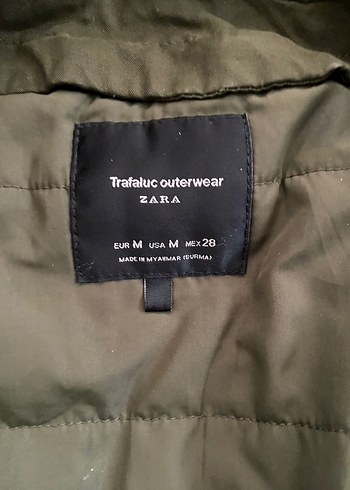 Trafaluc outerwear
ZARA
EUR M USA M MEX 28
MADE IN MYANMAR (BURMA)